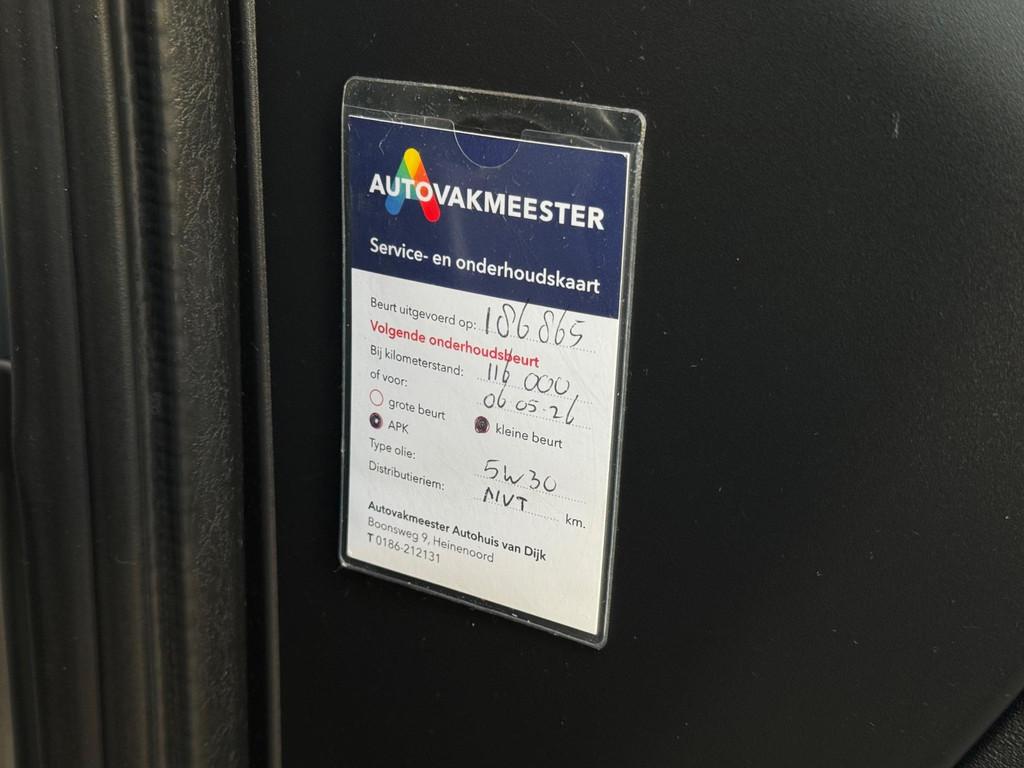 AUTOVAKMEESTER
Service- en onderhoudskaart
Beurt uitgevoerd op: 186 865
Volgende onderhoudsbeurt
Bij kilometerstand: 116 000
of voor: 06-05-26
grote beurt
kleine beurt
APK
Type olie: 5W30
Distributieriem: NVT km.
Autovakmeester Autohuis van Dijk
Boonsweg 9, Heinenoord
T 0186-212131